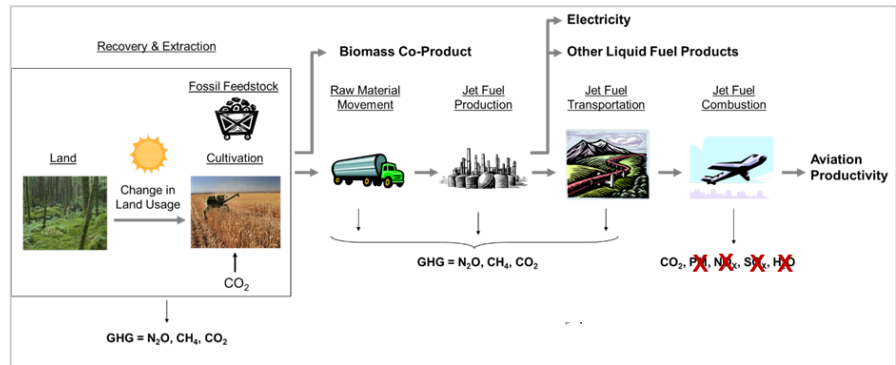 Recovery & Extraction
Electricity
Biomass Co-Product
Other Liquid Fuel Products
Fossil Feedstock
Raw Material
Movement
Jet Fuel
Production
Jet Fuel
Transportation
Jet Fuel
Combustion
Land
Cultivation
Change in
Land Usage
Aviation
Productivity
CO₂
GHG = N₂O, CH₄, CO₂
CO₂, PM, NOₓ, SOₓ, H₂O
GHG = N₂O, CH₄, CO₂